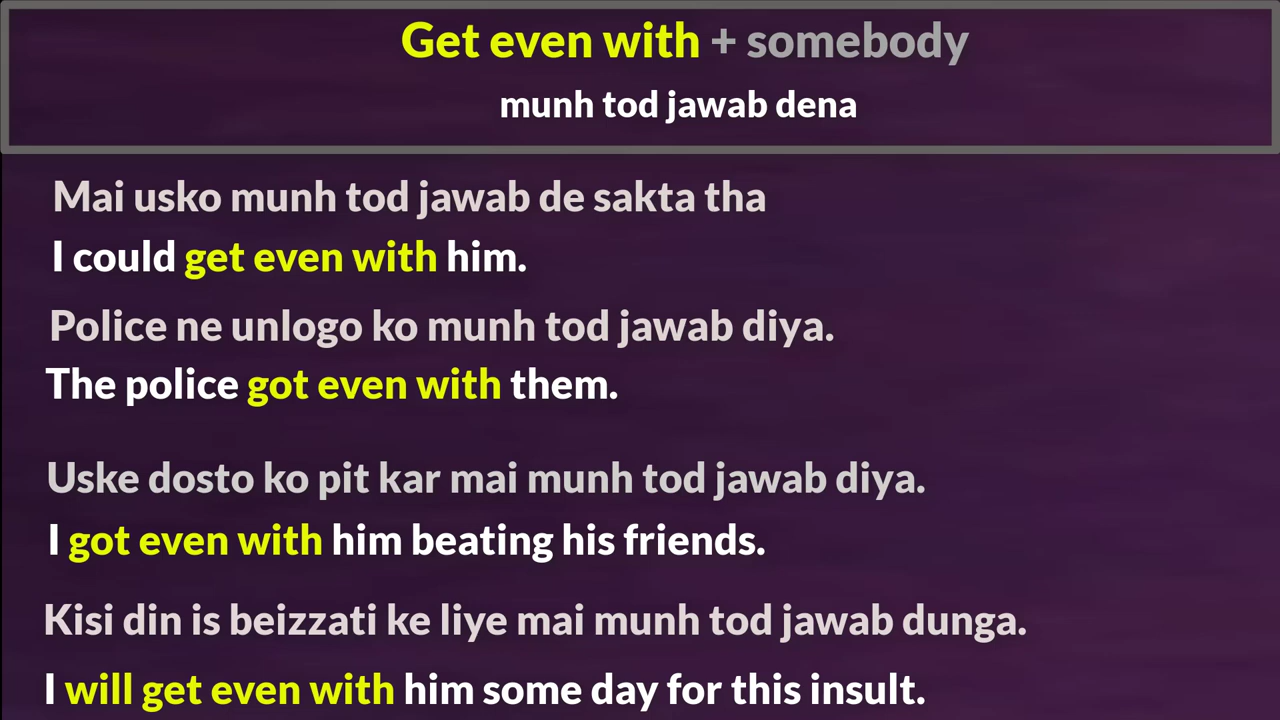 Get even with + somebody
munh tod jawab dena
Mai usko munh tod jawab de sakta tha
I could get even with him.
Police ne unlogo ko munh tod jawab diya.
The police got even with them.
Uske dosto ko pit kar mai munh tod jawab diya.
I got even with him beating his friends.
Kisi din is beizzati ke liye mai munh tod jawab dunga.
I will get even with him some day for this insult.